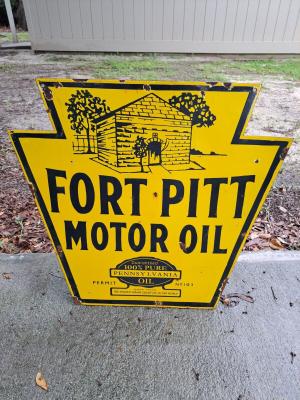 FORT PITT
MOTOR OIL
GUARANTEED
100% PURE
PENNSYLVANIA
OIL
PERMIT Nº 183